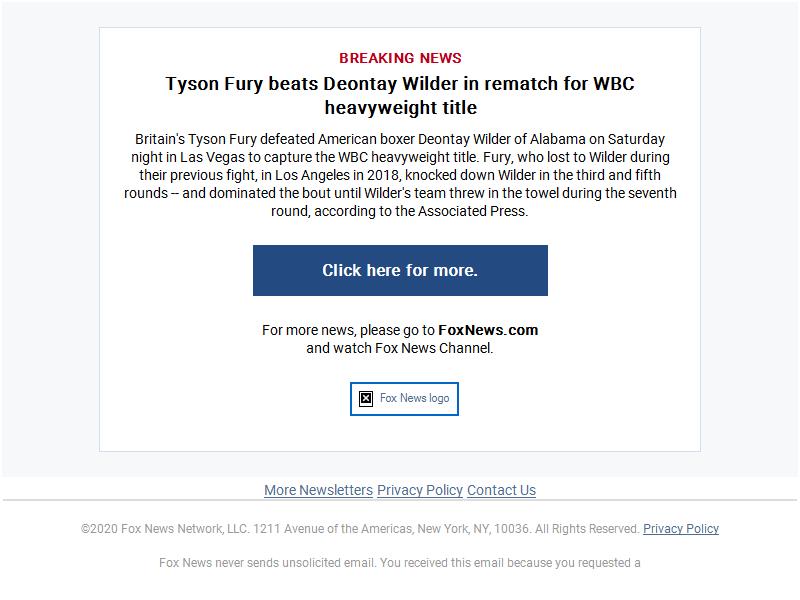 BREAKING NEWS
Tyson Fury beats Deontay Wilder in rematch for WBC
heavyweight title
Britain's Tyson Fury defeated American boxer Deontay Wilder of Alabama on Saturday
night in Las Vegas to capture the WBC heavyweight title. Fury, who lost to Wilder during
their previous fight, in Los Angeles in 2018, knocked down Wilder in the third and fifth
rounds -- and dominated the bout until Wilder's team threw in the towel during the seventh
round, according to the Associated Press.
Click here for more.
For more news, please go to FoxNews.com
and watch Fox News Channel.
Fox News logo
More Newsletters Privacy Policy Contact Us
©2020 Fox News Network, LLC. 1211 Avenue of the Americas, New York, NY, 10036. All Rights Reserved. Privacy Policy
Fox News never sends unsolicited email. You received this email because you requested a